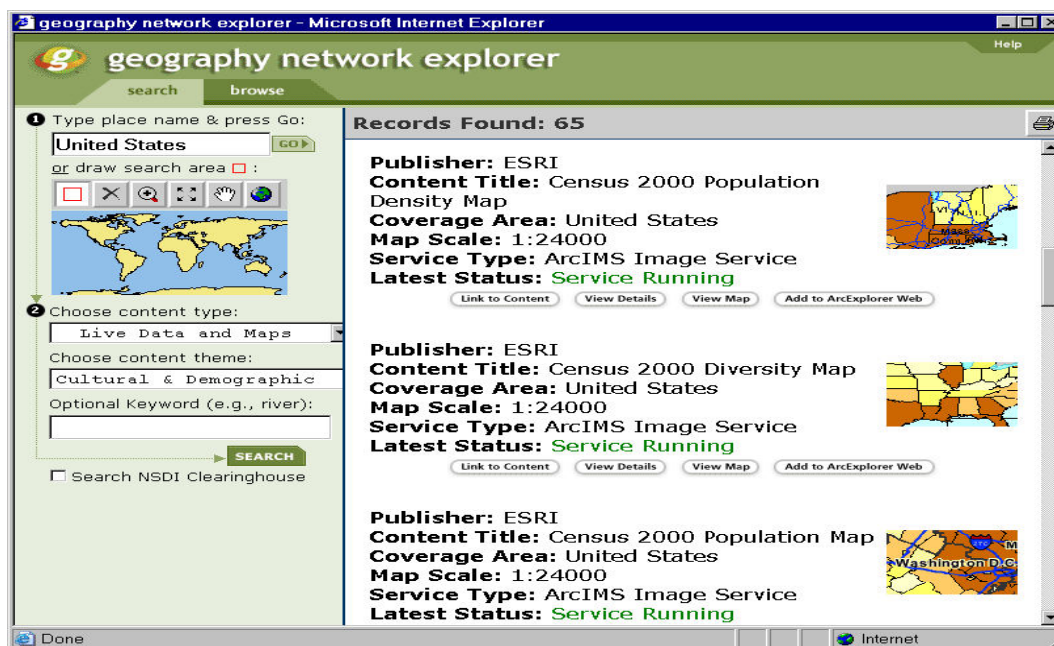 geography network explorer - Microsoft Internet Explorer
Help
g geography network explorer
search browse
1 Type place name & press Go:
United States GO
or draw search area :
2 Choose content type:
Live Data and Maps
Choose content theme:
Cultural & Demographic
Optional Keyword (e.g., river):
SEARCH
Search NSDI Clearinghouse
Records Found: 65
Publisher: ESRI
Content Title: Census 2000 Population
Density Map
Coverage Area: United States
Map Scale: 1:24000
Service Type: ArcIMS Image Service
Latest Status: Service Running
Link to Content View Details View Map Add to ArcExplorer Web
Publisher: ESRI
Content Title: Census 2000 Diversity Map
Coverage Area: United States
Map Scale: 1:24000
Service Type: ArcIMS Image Service
Latest Status: Service Running
Link to Content View Details View Map Add to ArcExplorer Web
Publisher: ESRI
Content Title: Census 2000 Population Map
Coverage Area: United States
Map Scale: 1:24000
Service Type: ArcIMS Image Service
Latest Status: Service Running
Washington D.C.
Done
Internet